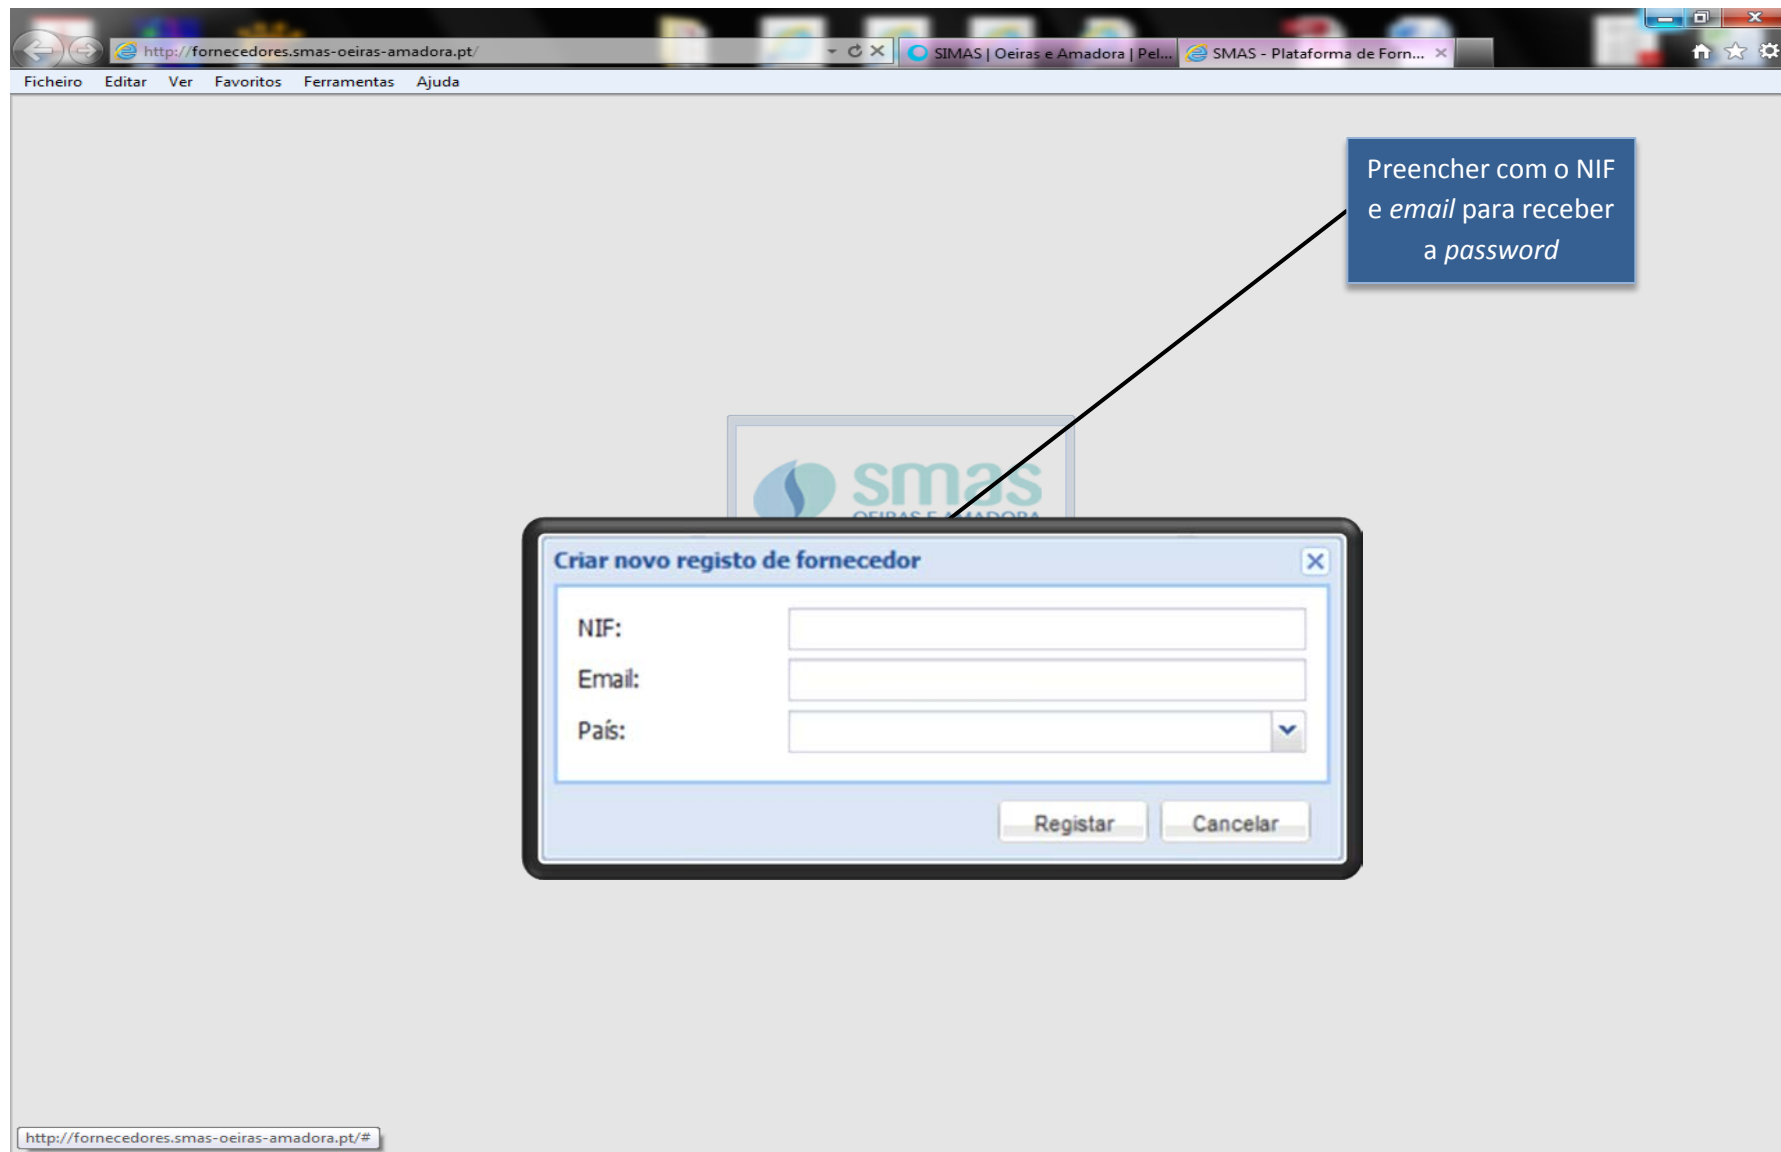 http://fornecedores.smas-oeiras-amadora.pt/
SIMAS | Oeiras e Amadora | Pel...
SMAS - Plataforma de Forn...
Ficheiro Editar Ver Favoritos Ferramentas Ajuda
Preencher com o NIF
e email para receber
a password
smas
OEIRAS E AMADORA
Criar novo registo de fornecedor
NIF:
Email:
País:
Registar Cancelar
http://fornecedores.smas-oeiras-amadora.pt/#